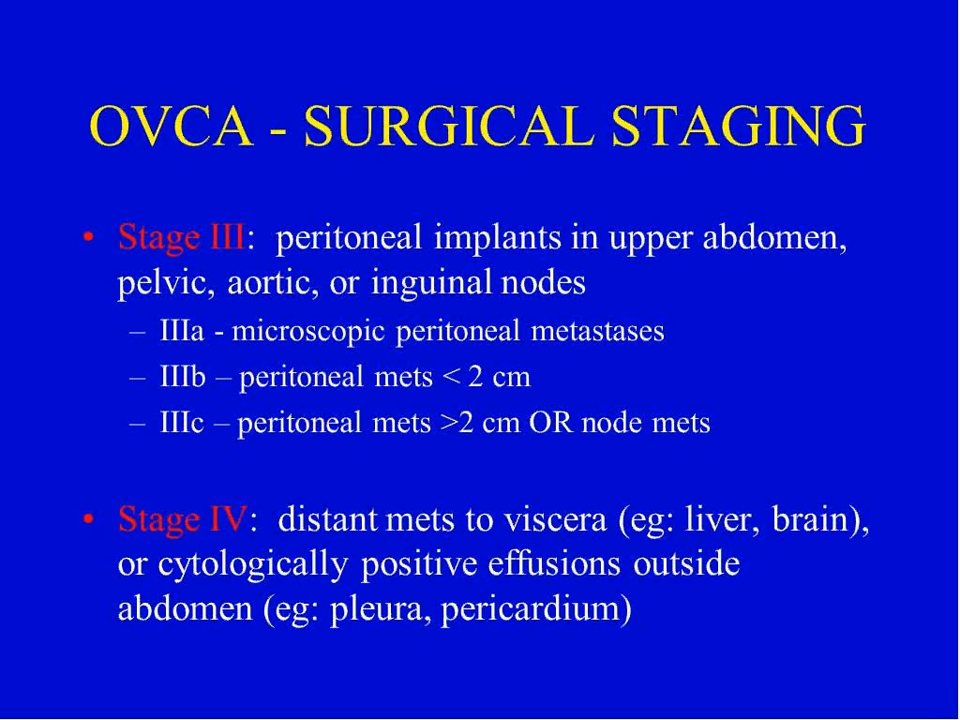 OVCA - SURGICAL STAGING
• Stage III:  peritoneal implants in upper abdomen,
pelvic, aortic, or inguinal nodes
– IIIa - microscopic peritoneal metastases
– IIIb – peritoneal mets < 2 cm
– IIIc – peritoneal mets >2 cm OR node mets
• Stage IV:  distant mets to viscera (eg: liver, brain),
or cytologically positive effusions outside
abdomen (eg: pleura, pericardium)